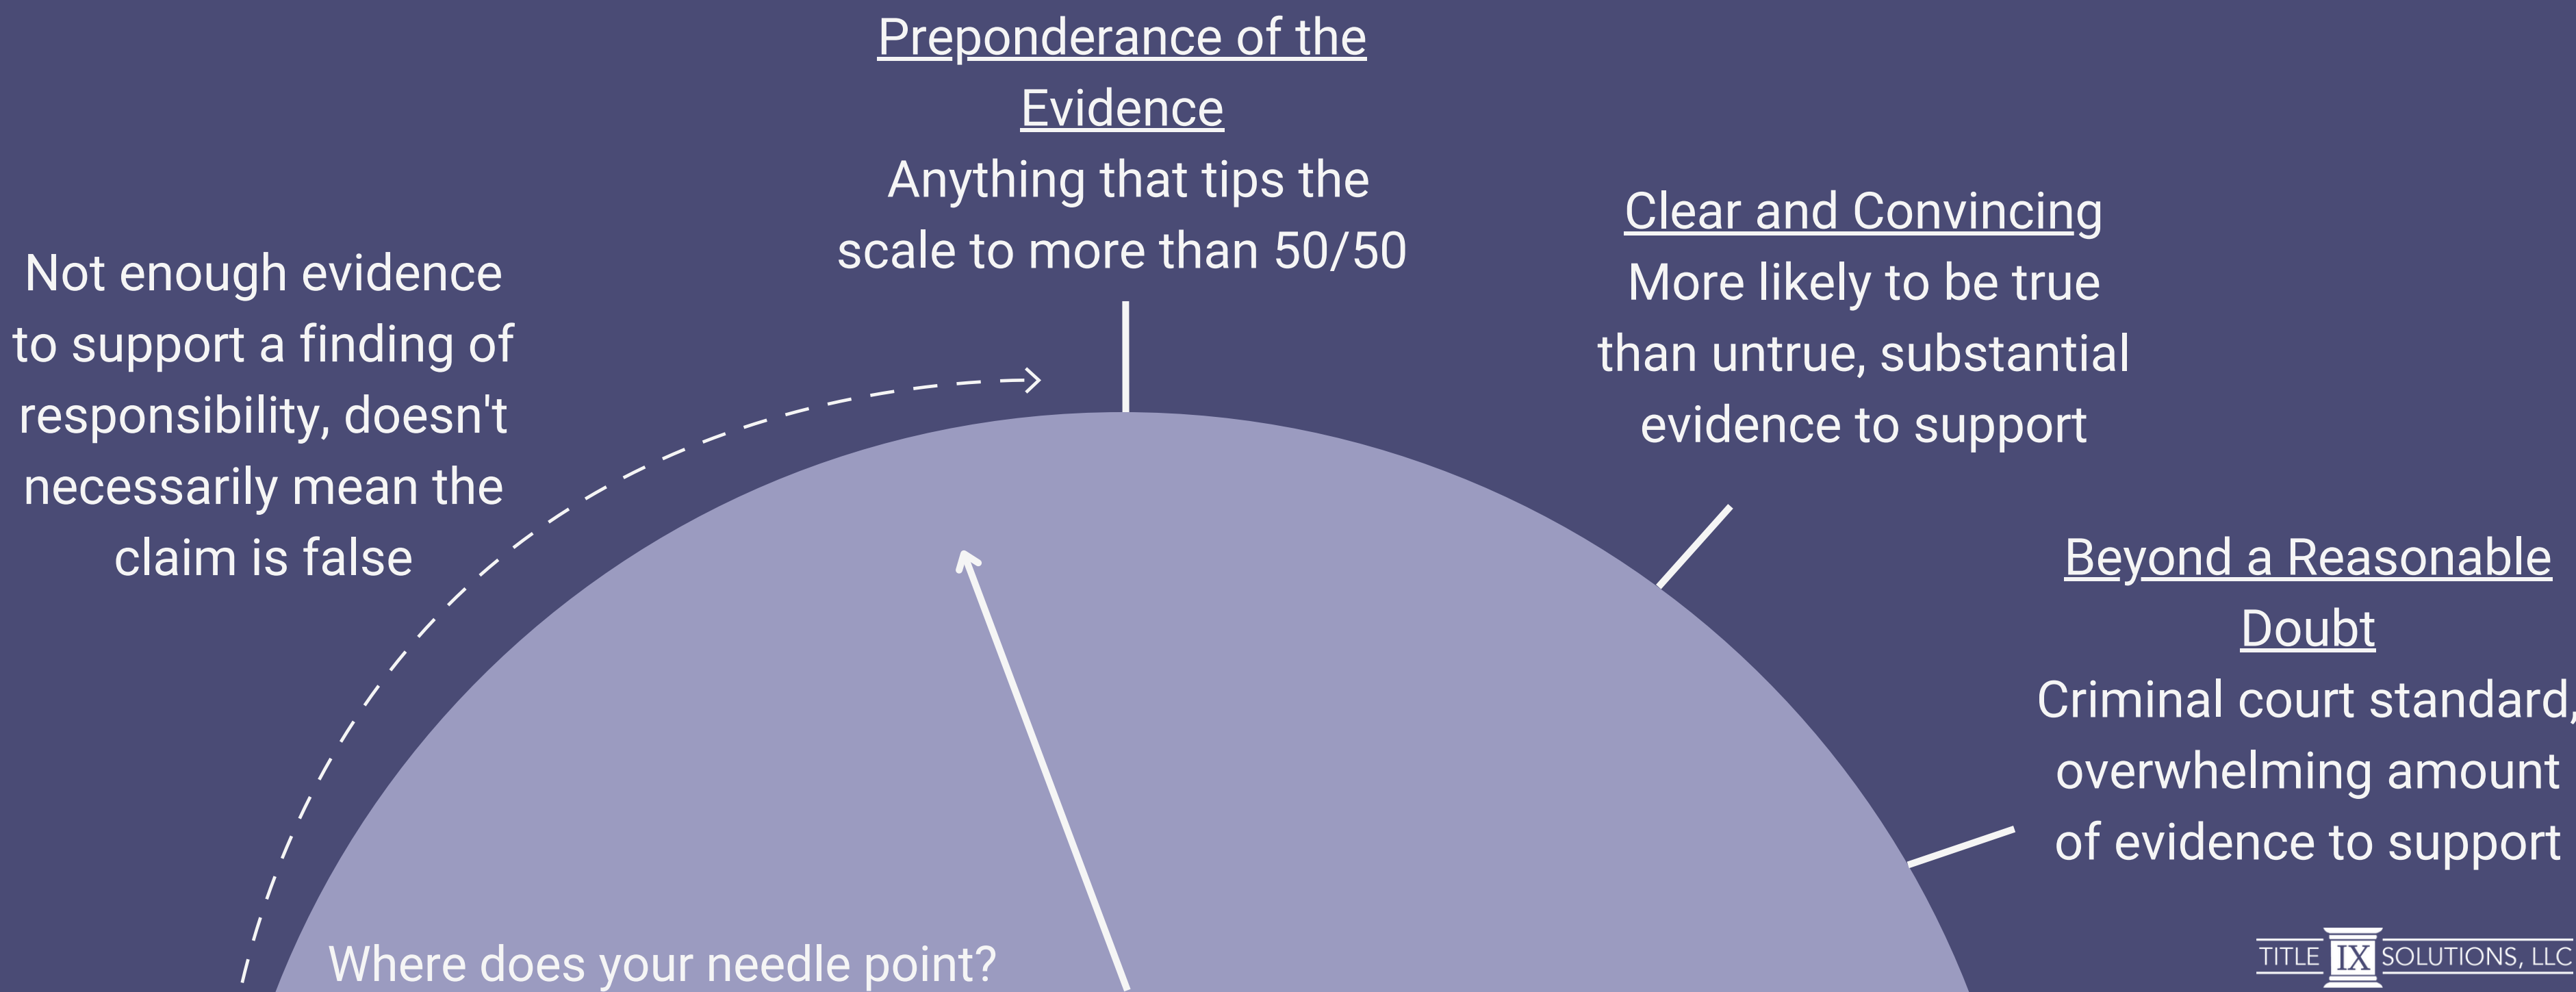 Preponderance of the
Evidence
Anything that tips the
scale to more than 50/50
Not enough evidence
to support a finding of
responsibility, doesn't
necessarily mean the
claim is false
Clear and Convincing
More likely to be true
than untrue, substantial
evidence to support
Beyond a Reasonable
Doubt
Criminal court standard,
overwhelming amount
of evidence to support
Where does your needle point?
TITLE IX SOLUTIONS, LLC